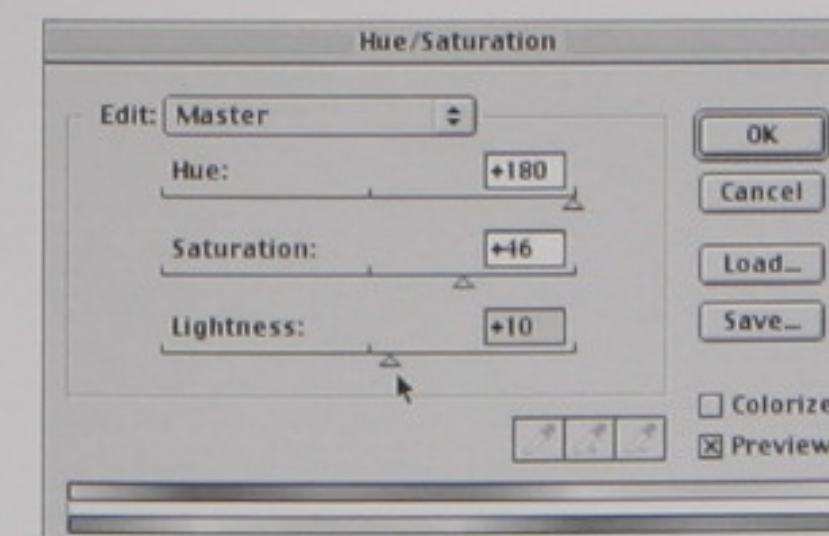 Hue/Saturation
Edit: Master
OK
Hue: +180
Cancel
Saturation: +46
Load...
Lightness: +10
Save...
Colorize
Preview